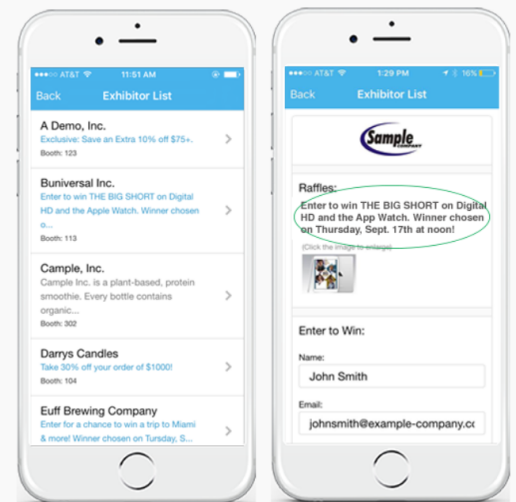 AT&T 11:51 AM
Back Exhibitor List
A Demo, Inc.
Exclusive: Save an Extra 10% off $75+.
Booth: 123
Buniversal Inc.
Enter to win THE BIG SHORT on Digital
HD and the Apple Watch. Winner chosen
o...
Booth: 113
Cample, Inc.
Cample Inc. is a plant-based, protein
smoothie. Every bottle contains
organic...
Booth: 302
Darrys Candles
Take 30% off your order of $1000!
Booth: 104
Euff Brewing Company
Enter for a chance to win a trip to Miami
& more! Winner chosen on Tursday, S...
AT&T 1:29 PM 16%
Back Exhibitor List
Sample
COMPANY
Raffles:
Enter to win THE BIG SHORT on Digital
HD and the App Watch. Winner chosen
on Thursday, Sept. 17th at noon!
(Click the image to enlarge)
Enter to Win:
Name:
John Smith
Email:
johnsmith@example-company.cc